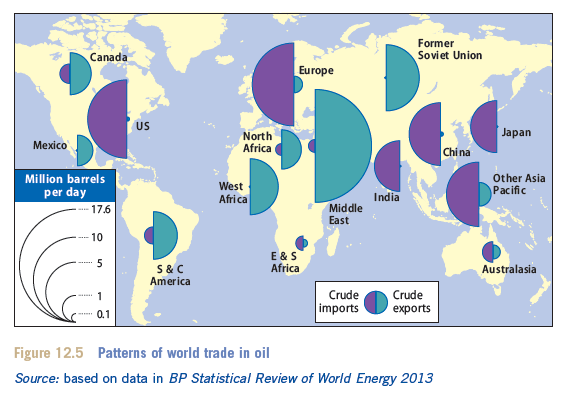 Canada
US
Mexico
Europe
Former
Soviet Union
North
Africa
West
Africa
Middle
East
India
China
Japan
Other Asia
Pacific
S & C
America
E & S
Africa
Australasia
Million barrels
per day
17.6
10
5
1
0.1
Crude
imports
Crude
exports
Figure 12.5 Patterns of world trade in oil
Source: based on data in BP Statistical Review of World Energy 2013